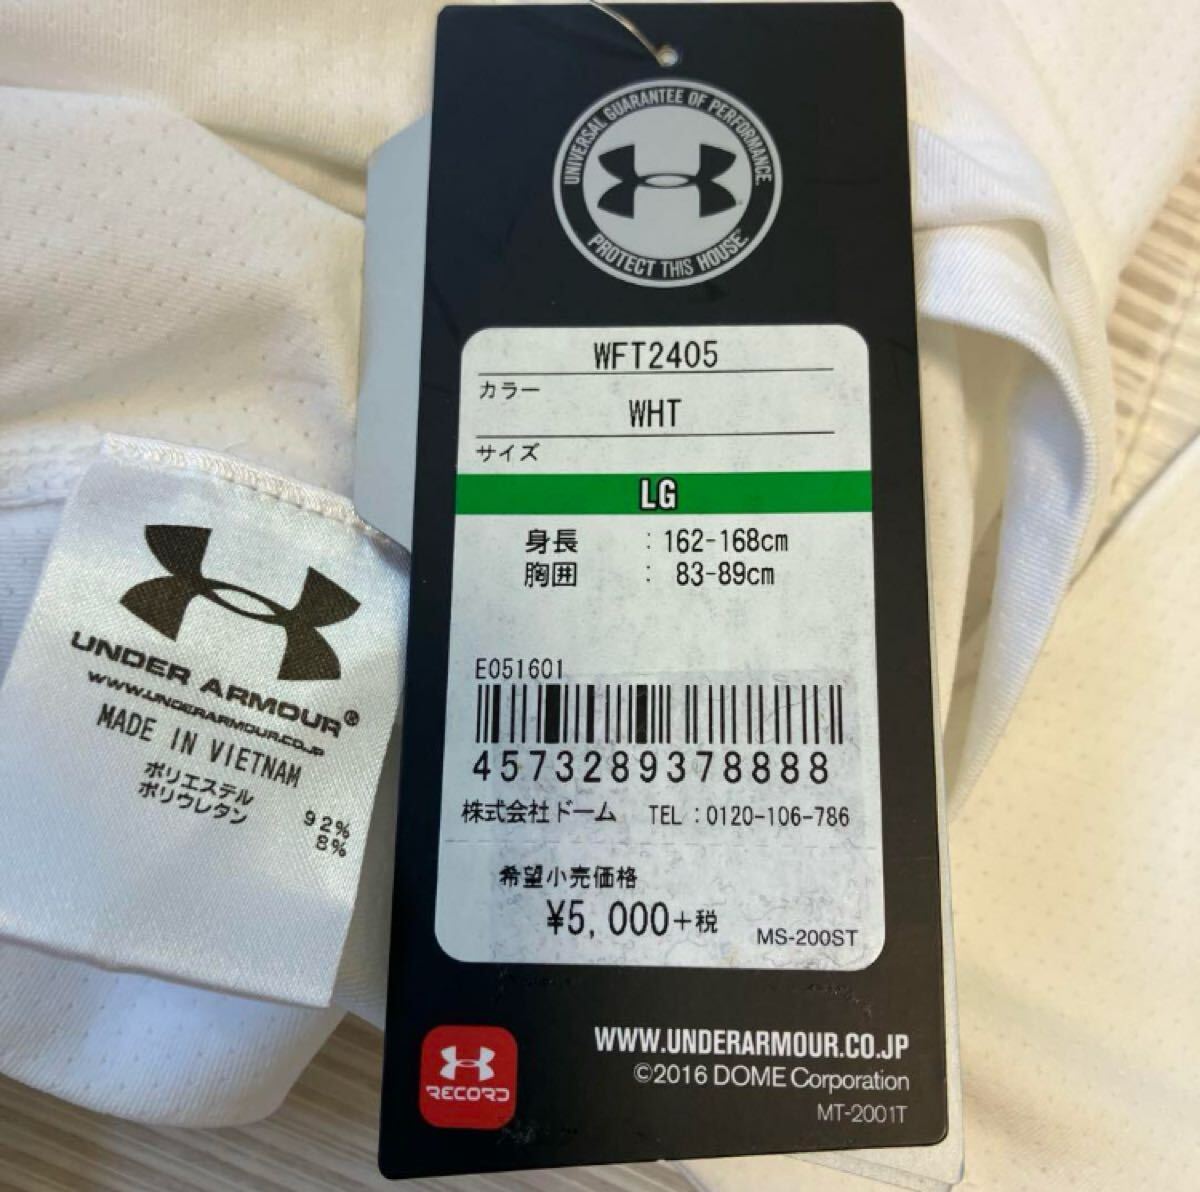 UNIVERSAL GUARANTEE OF PERFORMANCE.
PROTECT THIS HOUSE
WFT2405
カラー
WHT
サイズ
LG
身長 : 162-168cm
胸囲 : 83-89cm
E051601
4573289378888
株式会社ドーム TEL:0120-106-786
希望小売価格
¥5,000+税
MS-200ST
RECORD
WWW.UNDERARMOUR.CO.JP
©2016 DOME Corporation
MT-2001T
UNDER ARMOUR®
WWW.UNDERARMOUR.CO.JP
MADE IN VIETNAM
ポリエステル 92%
ポリウレタン 8%